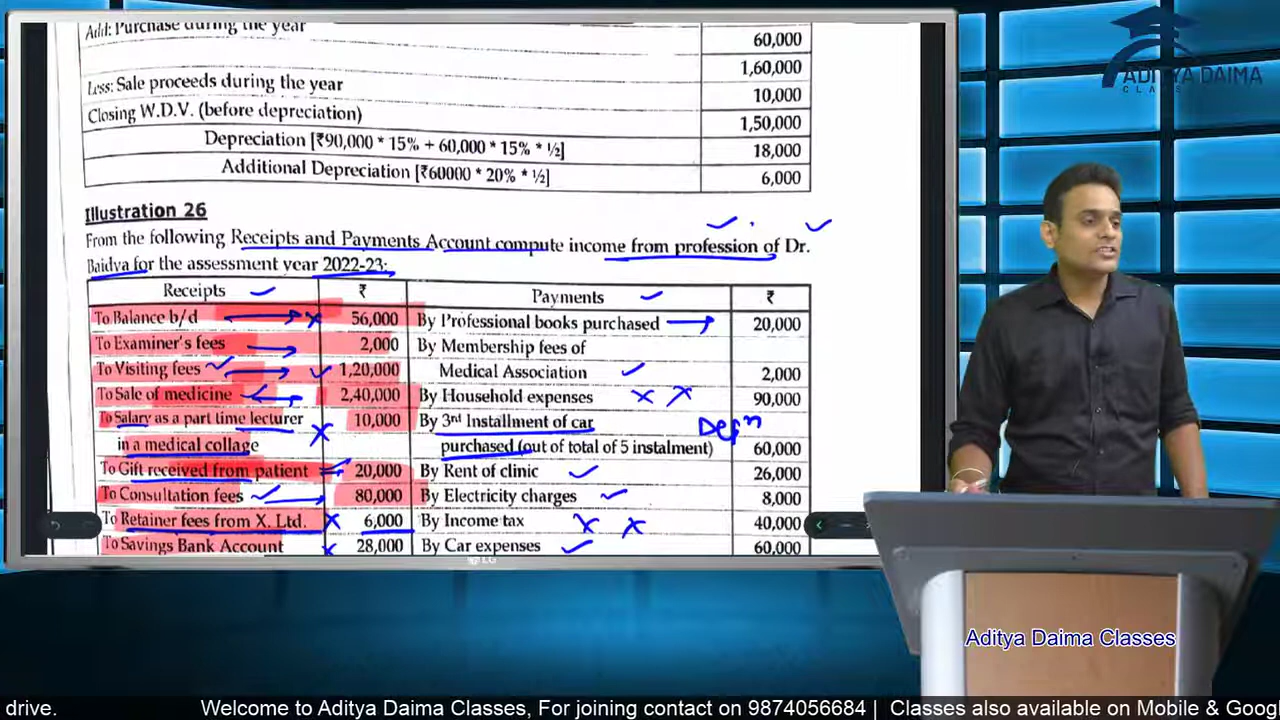 Add: Purchase during the year 60,000
1,60,000
Less: Sale proceeds during the year 10,000
Closing W.D.V. (before depreciation) 1,50,000
Depreciation [₹90,000 * 15% + 60,000 * 15% * ½] 18,000
Additional Depreciation [₹60000 * 20% * ½] 6,000
Illustration 26
From the following Receipts and Payments Account compute income from profession of Dr.
Baidya for the assessment year 2022-23:
Receipts ₹ Payments ₹
To Balance b/d 56,000 By Professional books purchased 20,000
To Examiner's fees 2,000 By Membership fees of
To Visiting fees 1,20,000 Medical Association 2,000
To Sale of medicine 2,40,000 By Household expenses 90,000
To Salary as a part time lecturer 10,000 By 3rd Installment of car Depn
in a medical collage purchased (out of total of 5 instalment) 60,000
To Gift received from patient 20,000 By Rent of clinic 26,000
To Consultation fees 80,000 By Electricity charges 8,000
To Retainer fees from X. Ltd. 6,000 By Income tax 40,000
To Savings Bank Account 28,000 By Car expenses 60,000
LG
ADITYA DAIMA
CLASSES
Aditya Daima Classes
drive. Welcome to Aditya Daima Classes, For joining contact on 9874056684 | Classes also available on Mobile & Goog